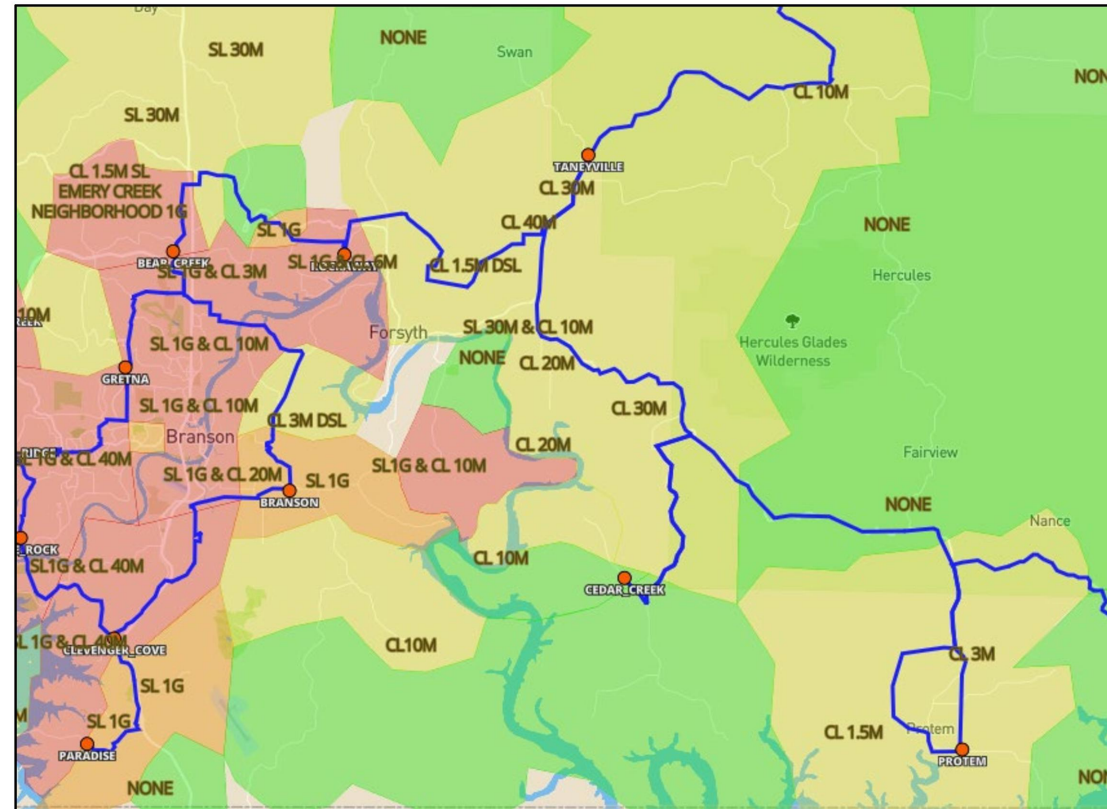 Day
SL 30M
NONE
Swan
NON
CL 10M
SL 30M
TANEYVILLE
CL 1.5M SL
EMERY CREEK
NEIGHBORHOOD 1G
CL 30M
CL 40M
NONE
SL 1G
BEAR CREEK
SL 1G & CL 3M
SL 1G & CL 6M
CL 1.5M DSL
Hercules
10M
Forsyth
SL 30M & CL 10M
SL 1G & CL 10M
NONE
CL 20M
Hercules Glades
Wilderness
GRETNA
SL 1G & CL 10M
CL 3M DSL
CL 30M
Branson
CL 20M
Fairview
RIDGE
SL 1G & CL 40M
SL 1G & CL 20M
SL 1G
SL1G & CL 10M
BRANSON
NONE
Nance
ROCK
SL1G & CL 40M
CL 10M
CEDAR_CREEK
SL 1G & CL 40M
CLEVENGER_COVE
CL10M
CL 3M
SL 1G
SL 1G
CL 1.5M
Protem
PARADISE
PROTEM
NONE
NON